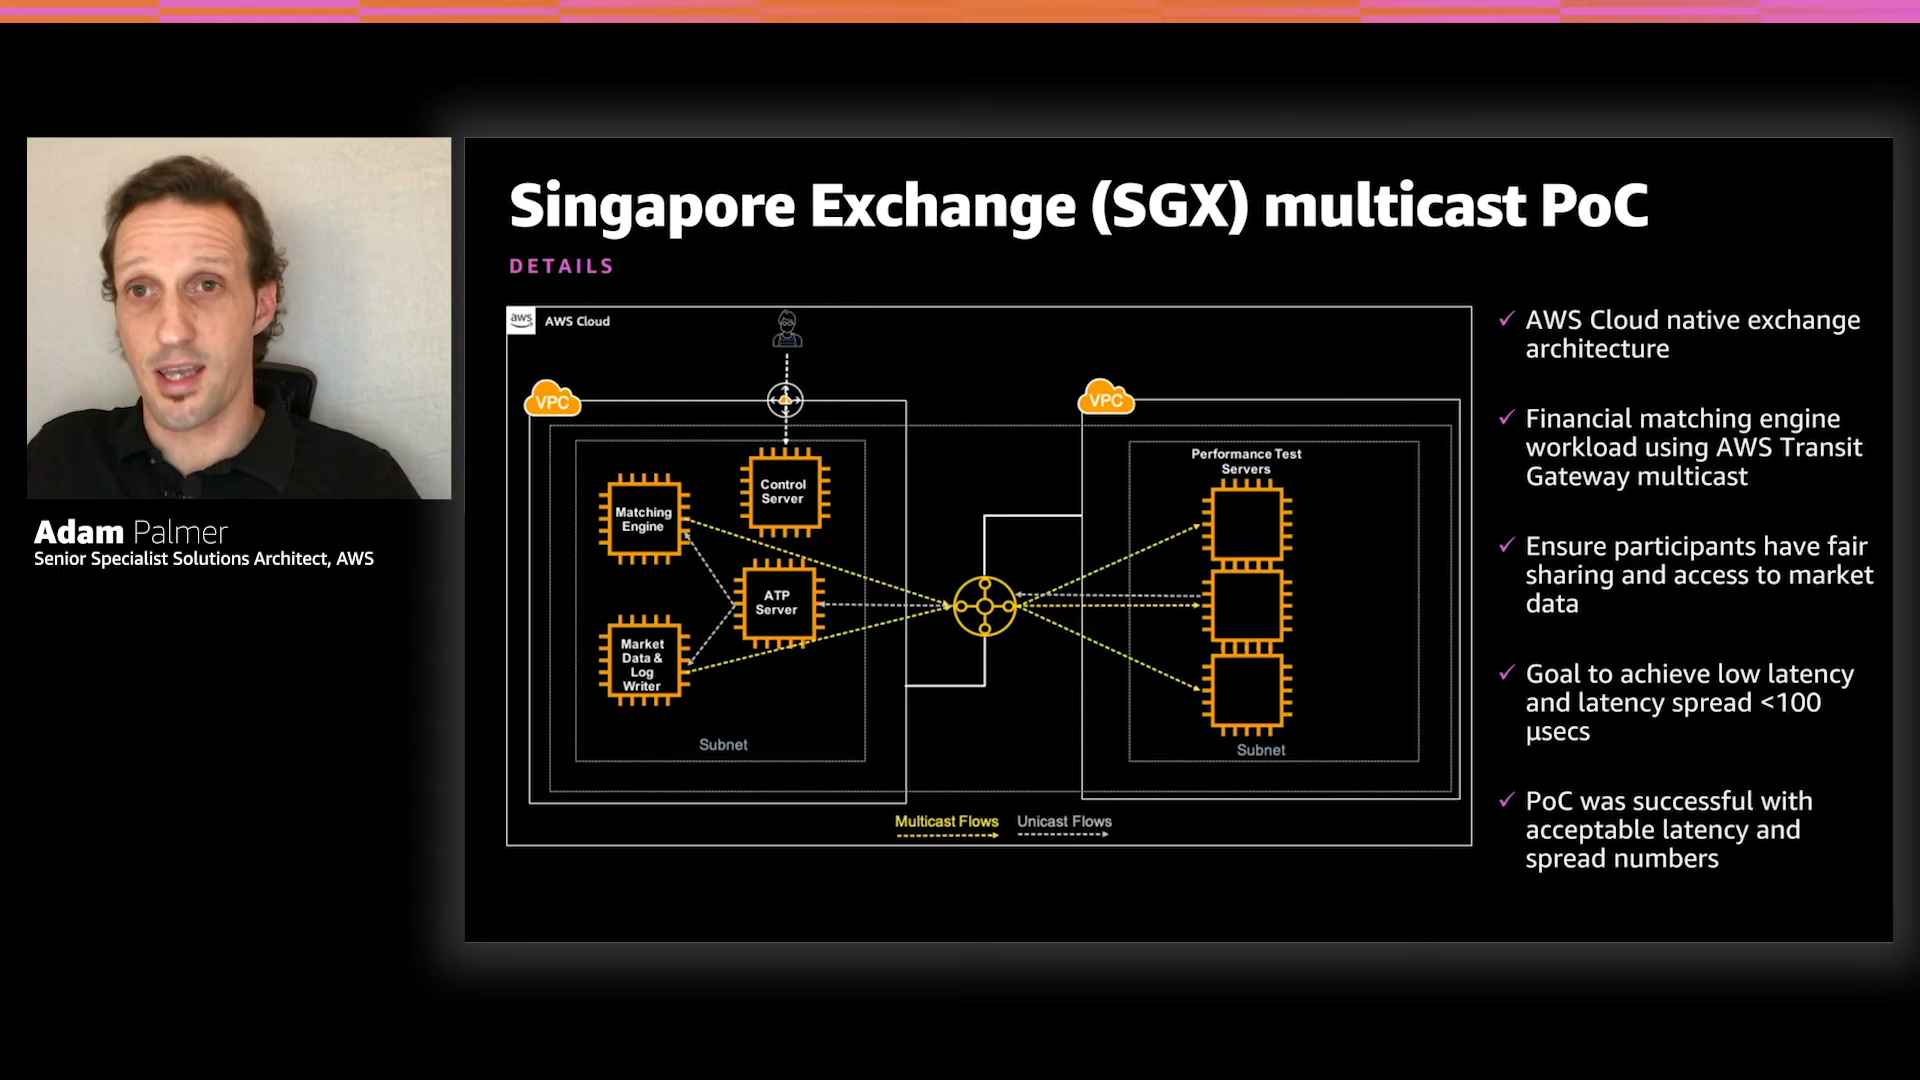 Singapore Exchange (SGX) multicast PoC
DETAILS
aws
AWS Cloud
VPC
VPC
Control
Server
Matching
Engine
ATP
Server
Market
Data &
Log
Writer
Subnet
Performance Test
Servers
Subnet
Multicast Flows
Unicast Flows
✓ AWS Cloud native exchange
architecture
✓ Financial matching engine
workload using AWS Transit
Gateway multicast
✓ Ensure participants have fair
sharing and access to market
data
✓ Goal to achieve low latency
and latency spread <100
µsecs
✓ PoC was successful with
acceptable latency and
spread numbers
Adam Palmer
Senior Specialist Solutions Architect, AWS